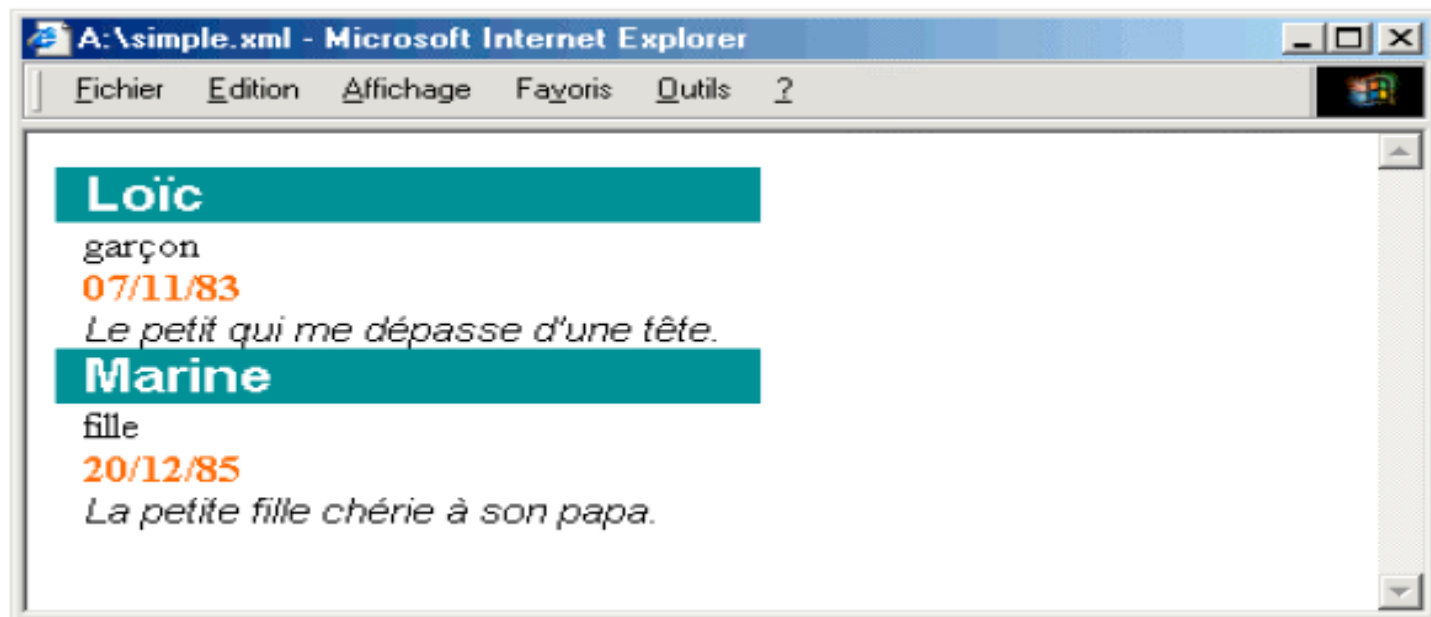 A:\simple.xml - Microsoft Internet Explorer
Fichier Edition Affichage Favoris Outils ?
Loïc
garçon
07/11/83
Le petit qui me dépasse d'une tête.
Marine
fille
20/12/85
La petite fille chérie à son papa.